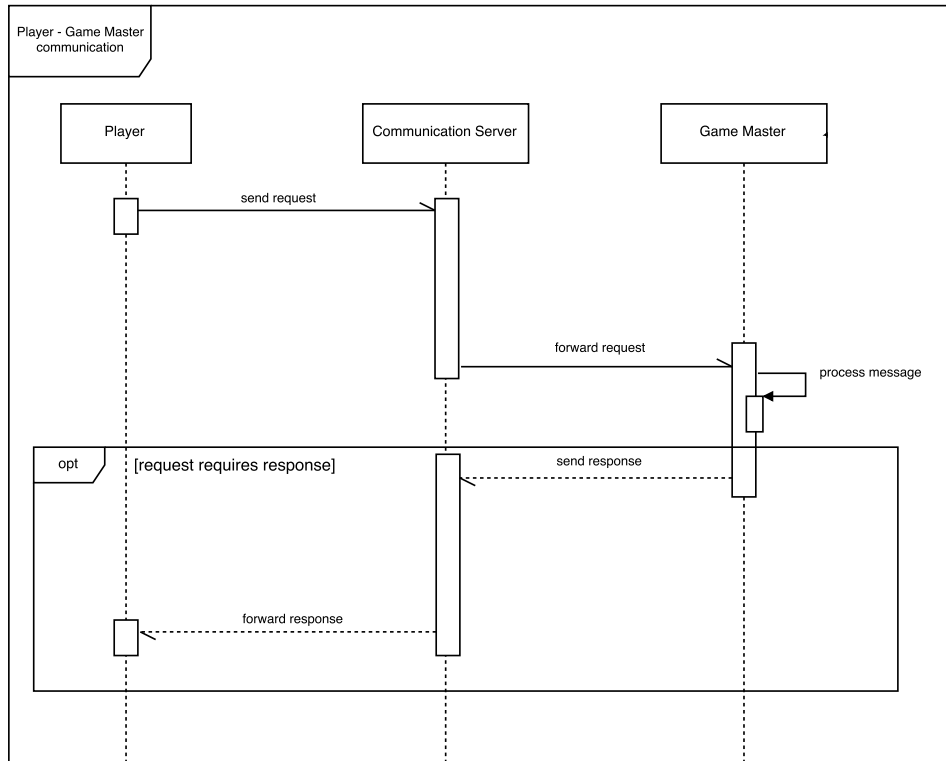 Player - Game Master
communication
Player
Communication Server
Game Master
send request
forward request
process message
opt
[request requires response]
send response
forward response